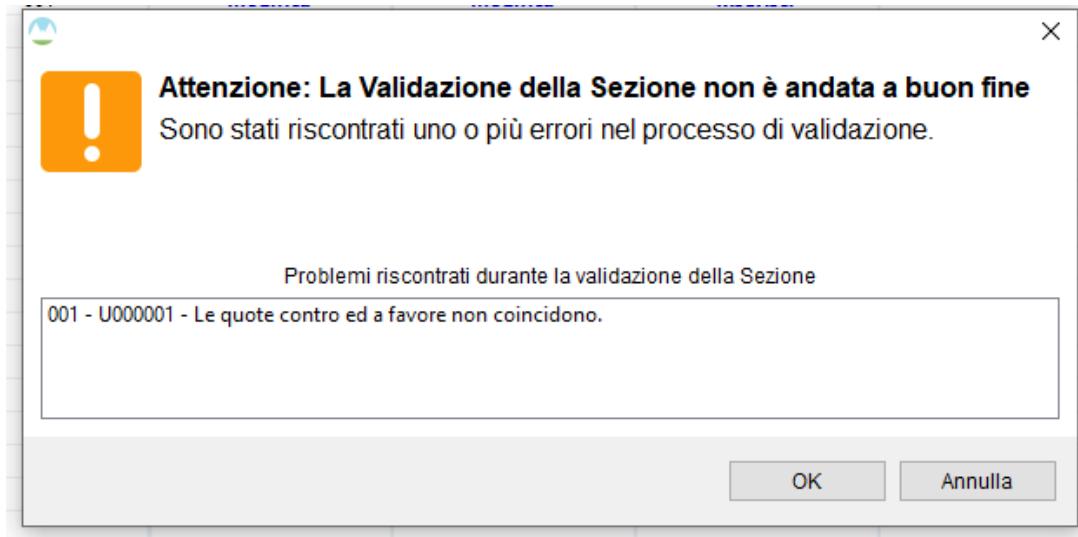 Attenzione: La Validazione della Sezione non è andata a buon fine
Sono stati riscontrati uno o più errori nel processo di validazione.
Problemi riscontrati durante la validazione della Sezione
001 - U000001 - Le quote contro ed a favore non coincidono.
OK
Annulla